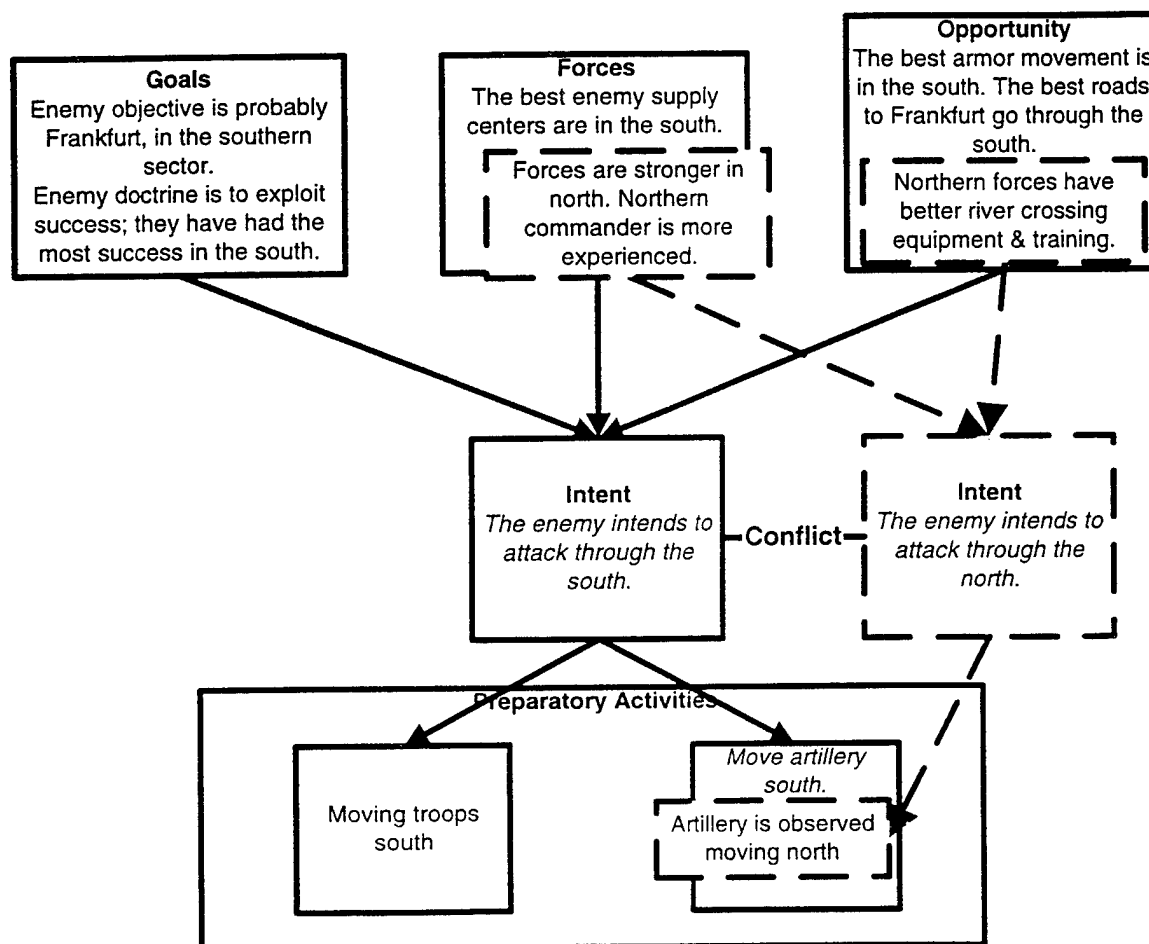 Goals
Enemy objective is probably
Frankfurt, in the southern
sector.
Enemy doctrine is to exploit
success; they have had the
most success in the south.
Forces
The best enemy supply
centers are in the south.
Forces are stronger in
north. Northern
commander is more
experienced.
Opportunity
The best armor movement is
in the south. The best roads
to Frankfurt go through the
south.
Northern forces have
better river crossing
equipment & training.
Intent
The enemy intends to
attack through the
south.
Conflict
Intent
The enemy intends to
attack through the
north.
Preparatory Activities
Moving troops
south
Move artillery
south.
Artillery is observed
moving north